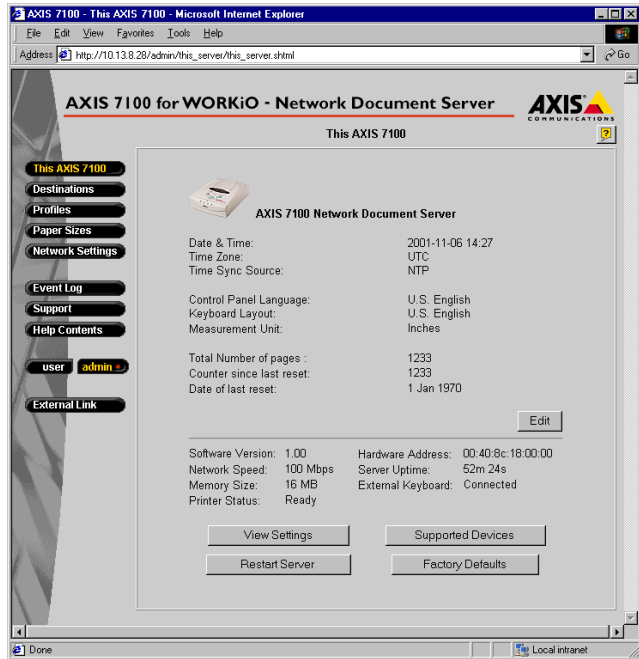 AXIS 7100 - This AXIS 7100 - Microsoft Internet Explorer
File Edit View Favorites Tools Help
Address http://10.13.8.28/admin/this_server/this_server.shtml Go
AXIS 7100 for WORKiO - Network Document Server
AXIS
COMMUNICATIONS
This AXIS 7100
?
This AXIS 7100
Destinations
Profiles
Paper Sizes
Network Settings
Event Log
Support
Help Contents
user admin
External Link
AXIS 7100 Network Document Server
Date & Time: 2001-11-06 14:27
Time Zone: UTC
Time Sync Source: NTP
Control Panel Language: U.S. English
Keyboard Layout: U.S. English
Measurement Unit: Inches
Total Number of pages : 1233
Counter since last reset: 1233
Date of last reset: 1 Jan 1970
Edit
Software Version: 1.00 Hardware Address: 00:40:8c:18:00:00
Network Speed: 100 Mbps Server Uptime: 52m 24s
Memory Size: 16 MB External Keyboard: Connected
Printer Status: Ready
View Settings Supported Devices
Restart Server Factory Defaults
Done Local intranet